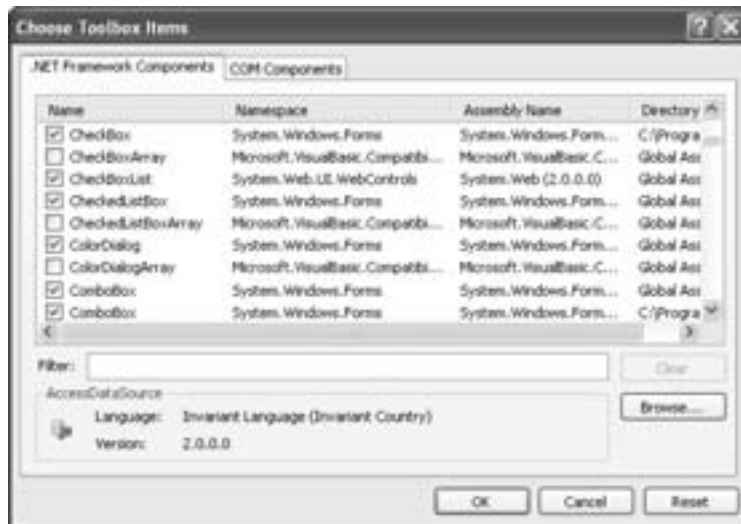 Choose Toolbox Items
.NET Framework Components COM Components
Name Namespace Assembly Name Directory
CheckBox System.Windows.Forms System.Windows.Form... C:\Progra
CheckBoxArray Microsoft.VisualBasic.Compatibi... Microsoft.VisualBasic.C... Global Ass
CheckBoxList System.Web.UI.WebControls System.Web (2.0.0.0) Global Ass
CheckedListBox System.Windows.Forms System.Windows.Form... Global Ass
CheckedListBoxArray Microsoft.VisualBasic.Compatibi... Microsoft.VisualBasic.C... Global Ass
ColorDialog System.Windows.Forms System.Windows.Form... Global Ass
ColorDialogArray Microsoft.VisualBasic.Compatibi... Microsoft.VisualBasic.C... Global Ass
ComboBox System.Windows.Forms System.Windows.Form... Global Ass
ComboBox System.Windows.Forms System.Windows.Form... C:\Progra
Filter: Clear
AccessDataSource
Language: Invariant Language (Invariant Country) Browse...
Version: 2.0.0.0
OK Cancel Reset